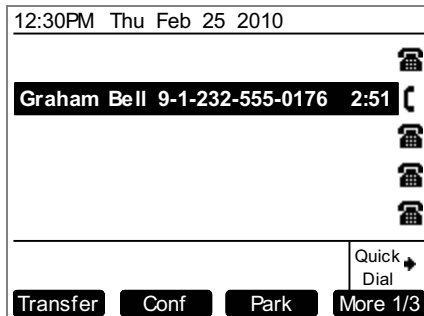 12:30PM Thu Feb 25 2010
Graham Bell 9-1-232-555-0176 2:51
Quick
Dial
Transfer Conf Park More 1/3